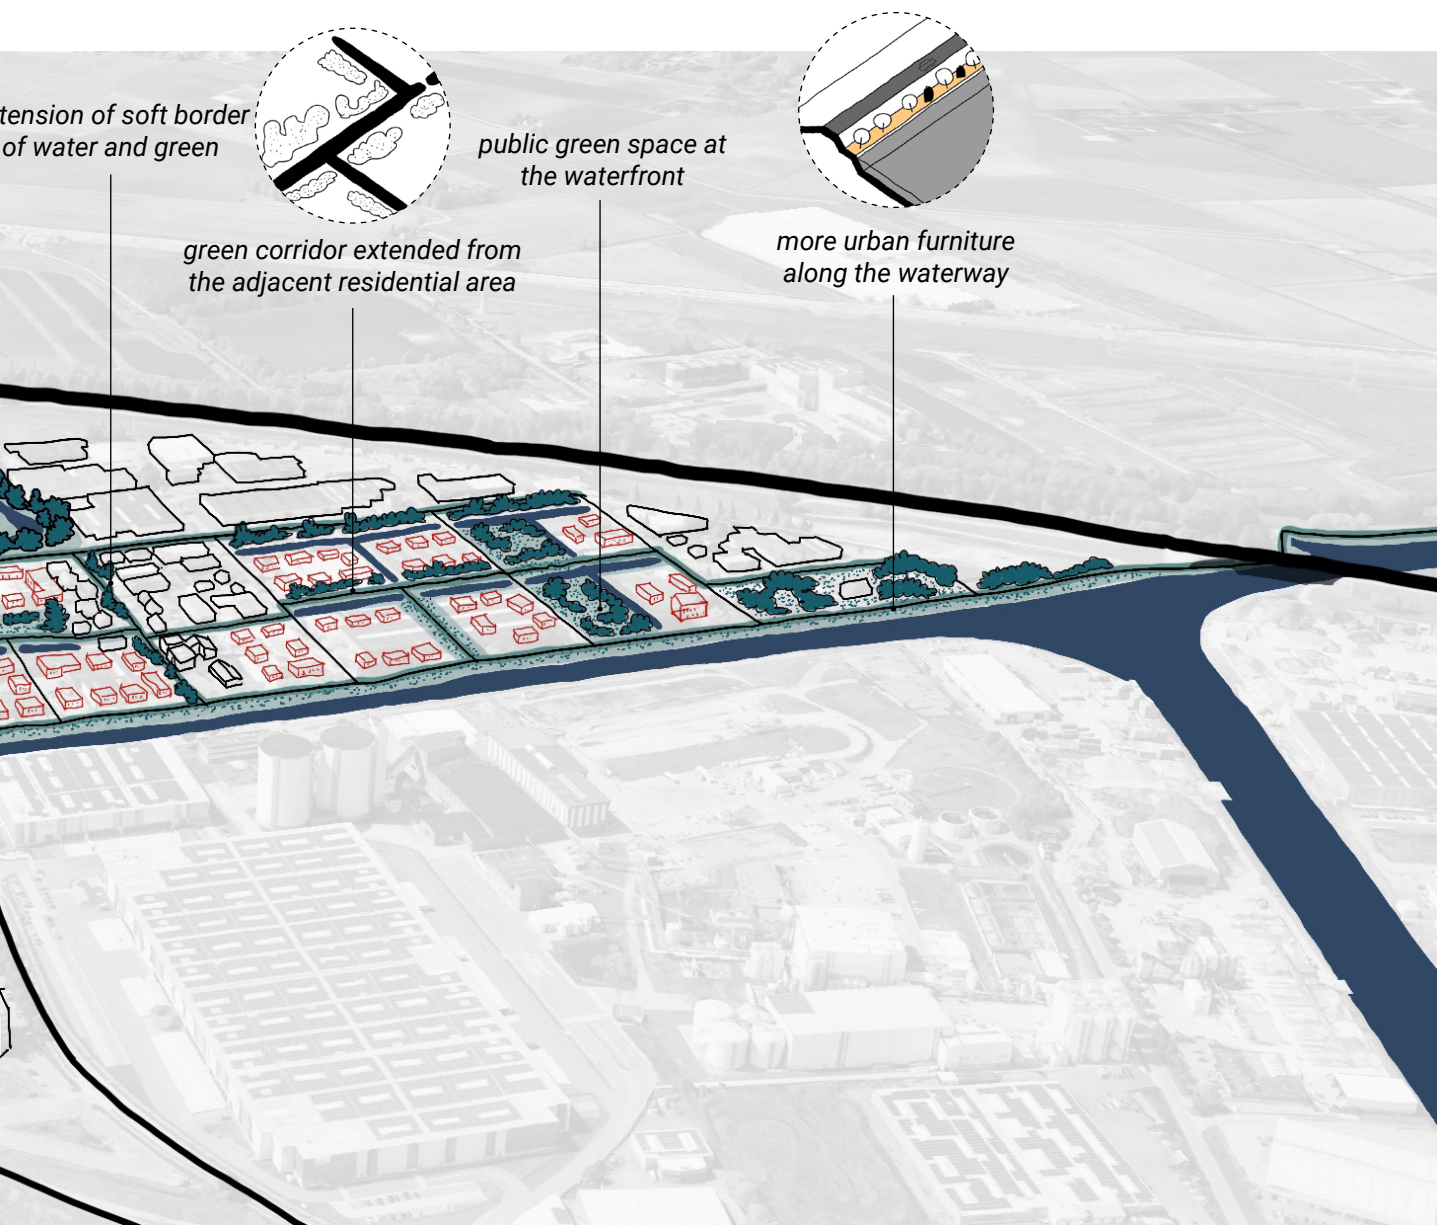 tension of soft border
of water and green
green corridor extended from
the adjacent residential area
public green space at
the waterfront
more urban furniture
along the waterway